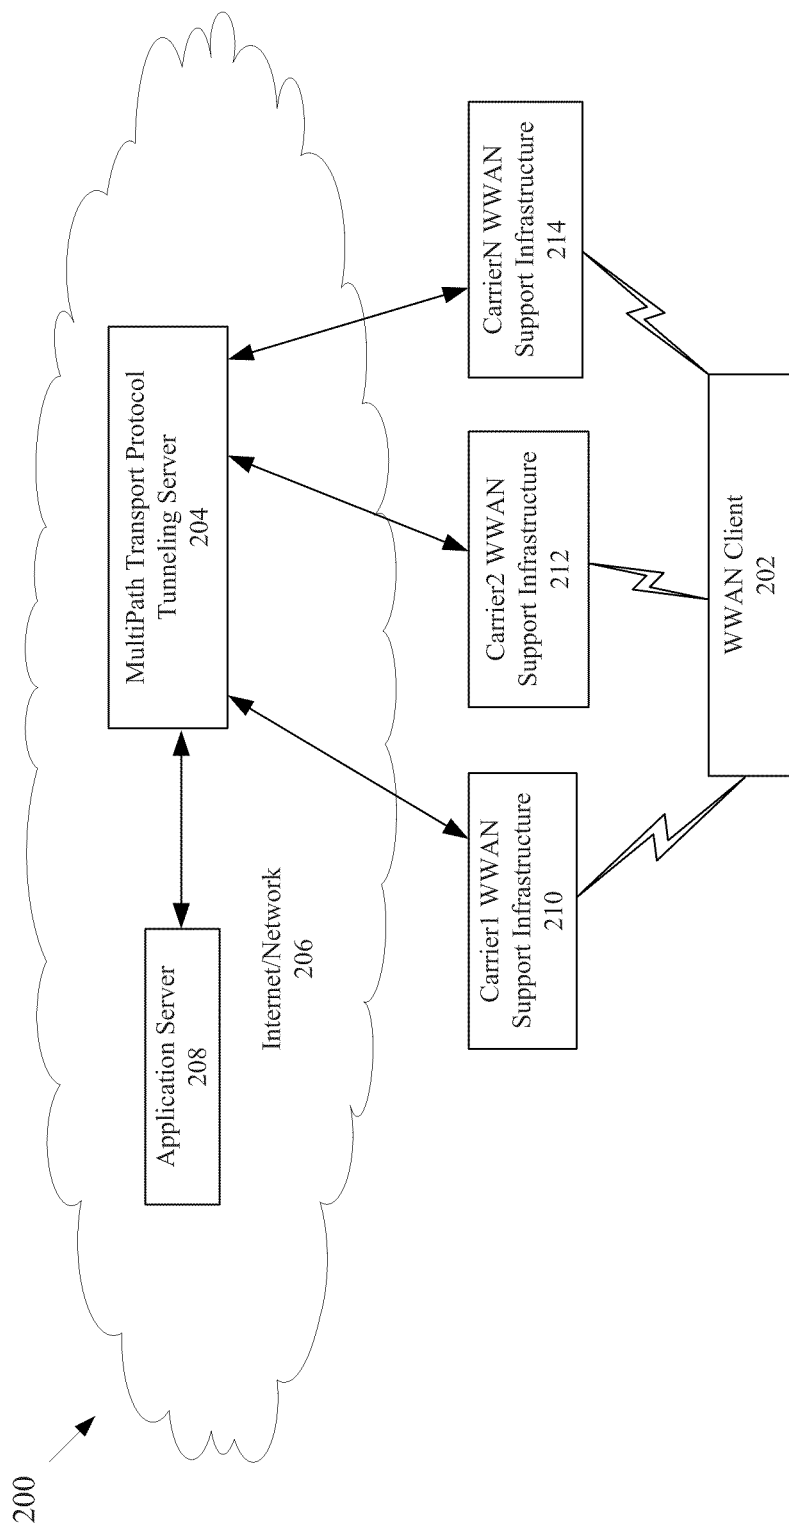 200
Application Server
208
MultiPath Transport Protocol
Tunneling Server
204
Internet/Network
206
Carrier1 WWAN
Support Infrastructure
210
Carrier2 WWAN
Support Infrastructure
212
CarrierN WWAN
Support Infrastructure
214
WWAN Client
202